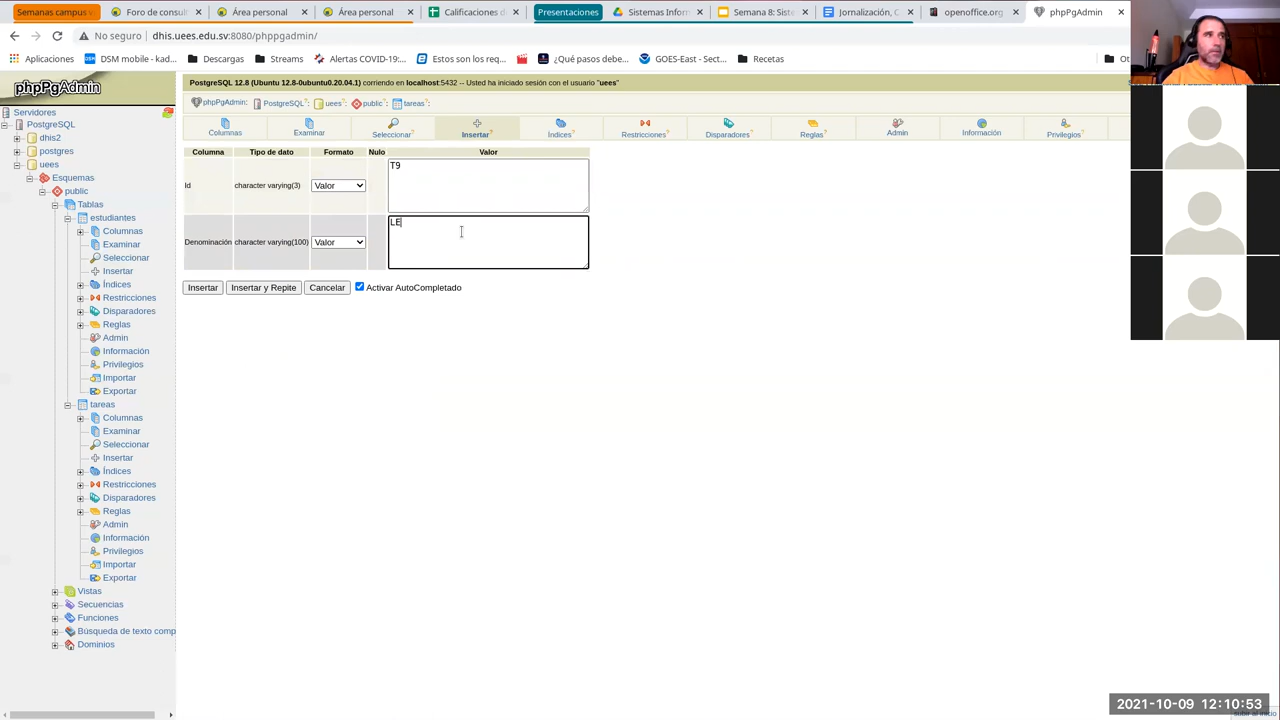 Semanas campus v
Foro de consul
Área personal
Área personal
Calificaciones d
Presentaciones
Sistemas Inform
Semana 8: Siste
Jornalización, C
openoffice.org
phpPgAdmin
No seguro
dhis.uees.edu.sv:8080/phppgadmin/
Aplicaciones
DSM mobile - kad...
Descargas
Streams
Alertas COVID-19:...
Estos son los req...
¿Qué pasos debe...
GOES-East - Sect...
Recetas
Ot
phpPgAdmin
PostgreSQL 12.8 (Ubuntu 12.8-0ubuntu0.20.04.1) corriendo en localhost:5432 -- Usted ha iniciado sesión con el usuario "uees"
phpPgAdmin:
PostgreSQL?:
uees?:
public?:
tareas?:
Columnas
Examinar
Seleccionar?
Insertar?
Índices?
Restricciones?
Disparadores?
Reglas?
Admin
Información
Privilegios?
Servidores
PostgreSQL
dhis2
postgres
uees
Esquemas
public
Tablas
estudiantes
Columnas
Examinar
Seleccionar
Insertar
Índices
Restricciones
Disparadores
Reglas
Admin
Información
Privilegios
Importar
Exportar
tareas
Columnas
Examinar
Seleccionar
Insertar
Índices
Restricciones
Disparadores
Reglas
Admin
Información
Privilegios
Importar
Exportar
Vistas
Secuencias
Funciones
Búsqueda de texto comp
Dominios
Columna Tipo de dato Formato Nulo Valor
Id character varying(3) Valor T9
Denominación character varying(100) Valor LE
Insertar Insertar y Repite Cancelar Activar AutoCompletado
2021-10-09 12:10:53
subir al inicio